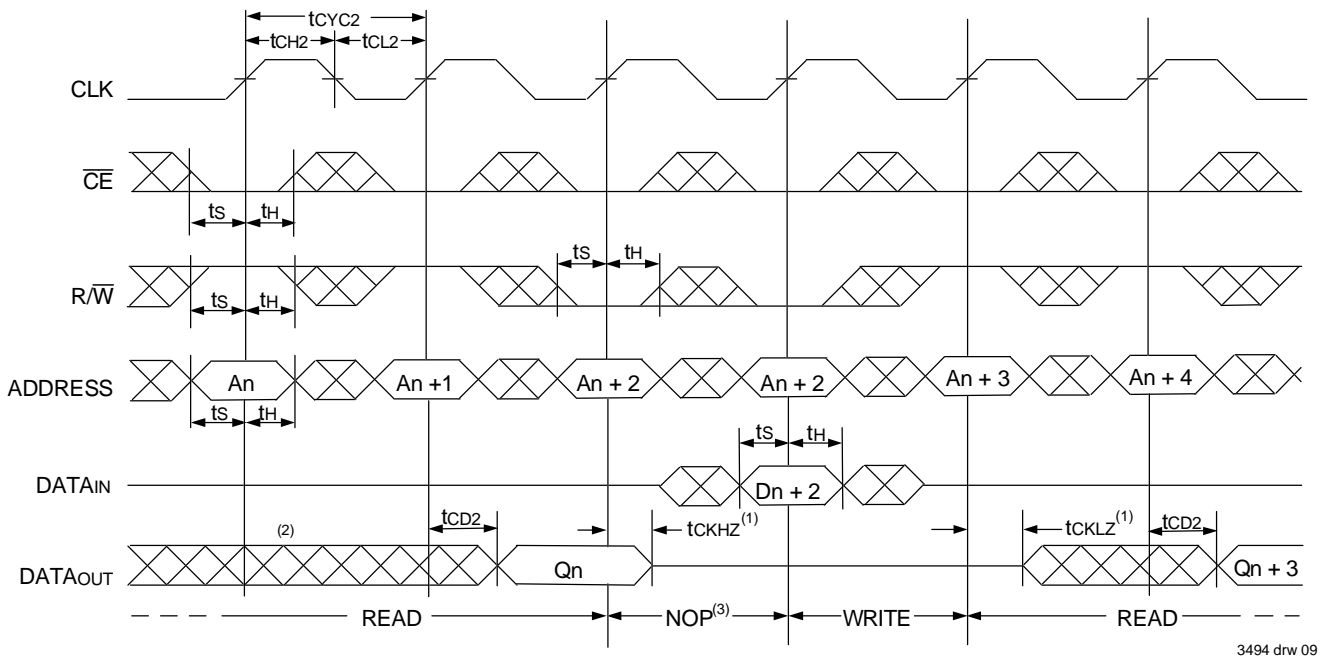 tCYC2
tCH2 tCL2
CLK
CE
tS tH
R/W
tS tH
tS tH
ADDRESS
An An +1 An + 2 An + 2 An + 3 An + 4
tS tH
tS tH
DATAIN
Dn + 2
(2) tCD2 tCKHZ(1) tCKLZ(1) tCD2
DATAOUT
Qn Qn + 3
READ NOP(3) WRITE READ
3494 drw 09